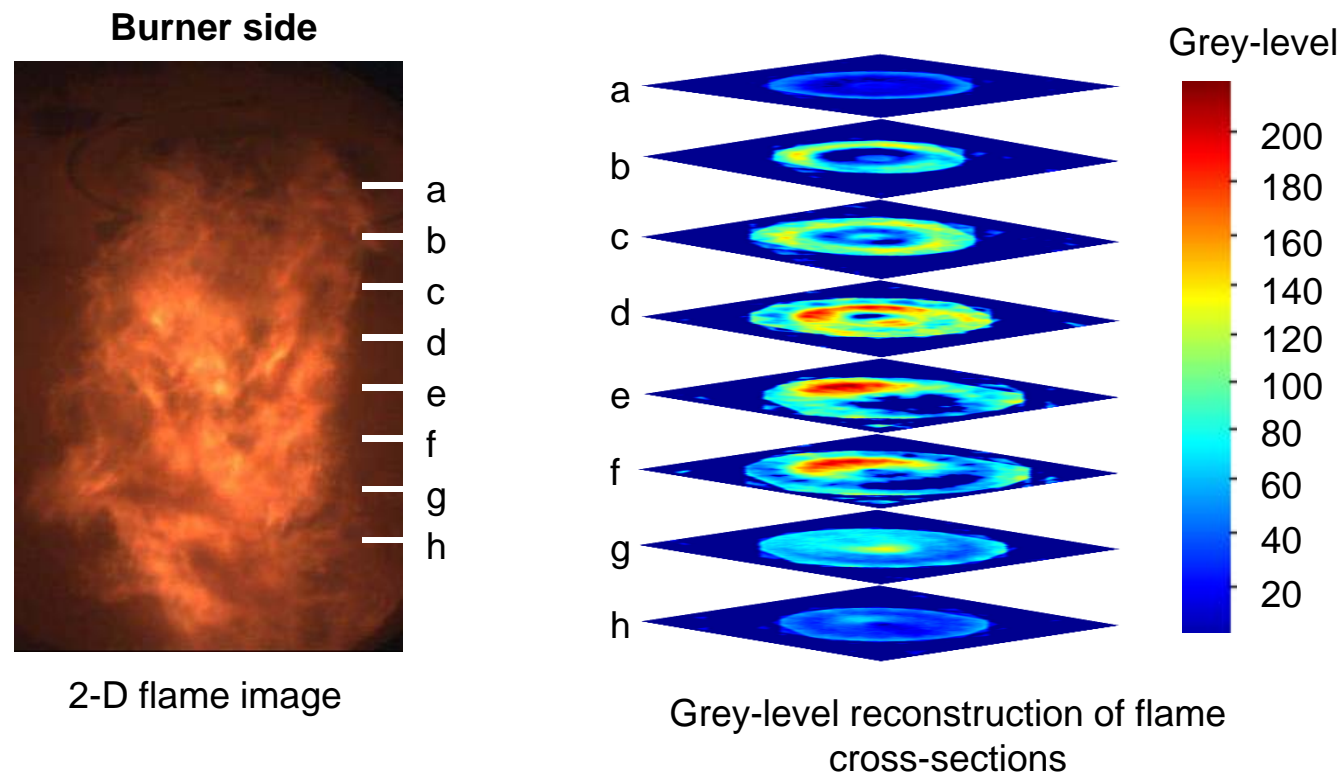 Burner side
a
b
c
d
e
f
g
h
2-D flame image
a
b
c
d
e
f
g
h
Grey-level reconstruction of flame
cross-sections
Grey-level
200
180
160
140
120
100
80
60
40
20